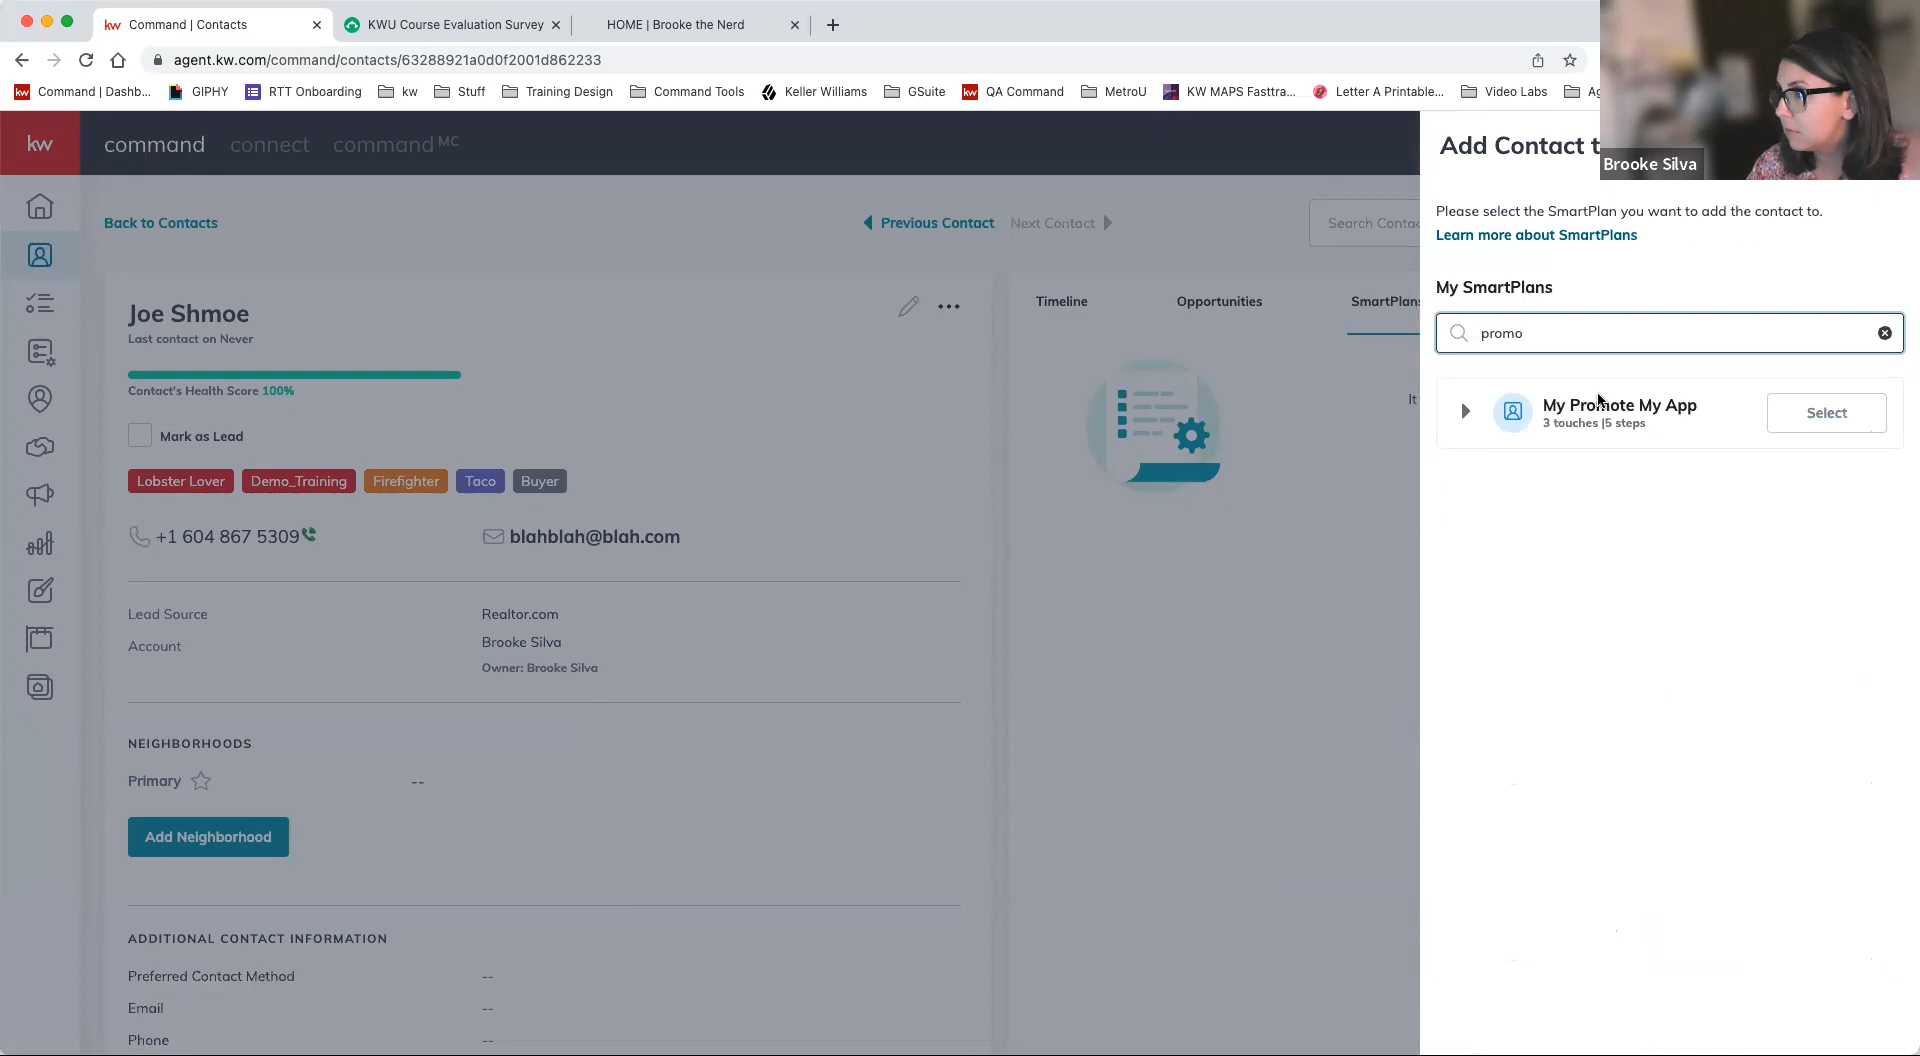 kw Command | Contacts
KWU Course Evaluation Survey
HOME | Brooke the Nerd
agent.kw.com/command/contacts/63288921a0d0f2001d862233
kw Command | Dashb... GIPHY RTT Onboarding kw Stuff Training Design Command Tools Keller Williams GSuite kw QA Command MetroU KW MAPS Fasttra... Letter A Printable... Video Labs Ag
kw command connect command MC
Add Contact t
Brooke Silva
Back to Contacts
Previous Contact Next Contact
Search Contac
Please select the SmartPlan you want to add the contact to.
Learn more about SmartPlans
My SmartPlans
promo
My Promote My App
3 touches |5 steps
Select
Joe Shmoe
Last contact on Never
Contact's Health Score 100%
Mark as Lead
Lobster Lover Demo_Training Firefighter Taco Buyer
+1 604 867 5309 blahblah@blah.com
Lead Source Realtor.com
Account Brooke Silva
Owner: Brooke Silva
NEIGHBORHOODS
Primary --
Add Neighborhood
ADDITIONAL CONTACT INFORMATION
Preferred Contact Method --
Email --
Phone --
Timeline Opportunities SmartPlans
It